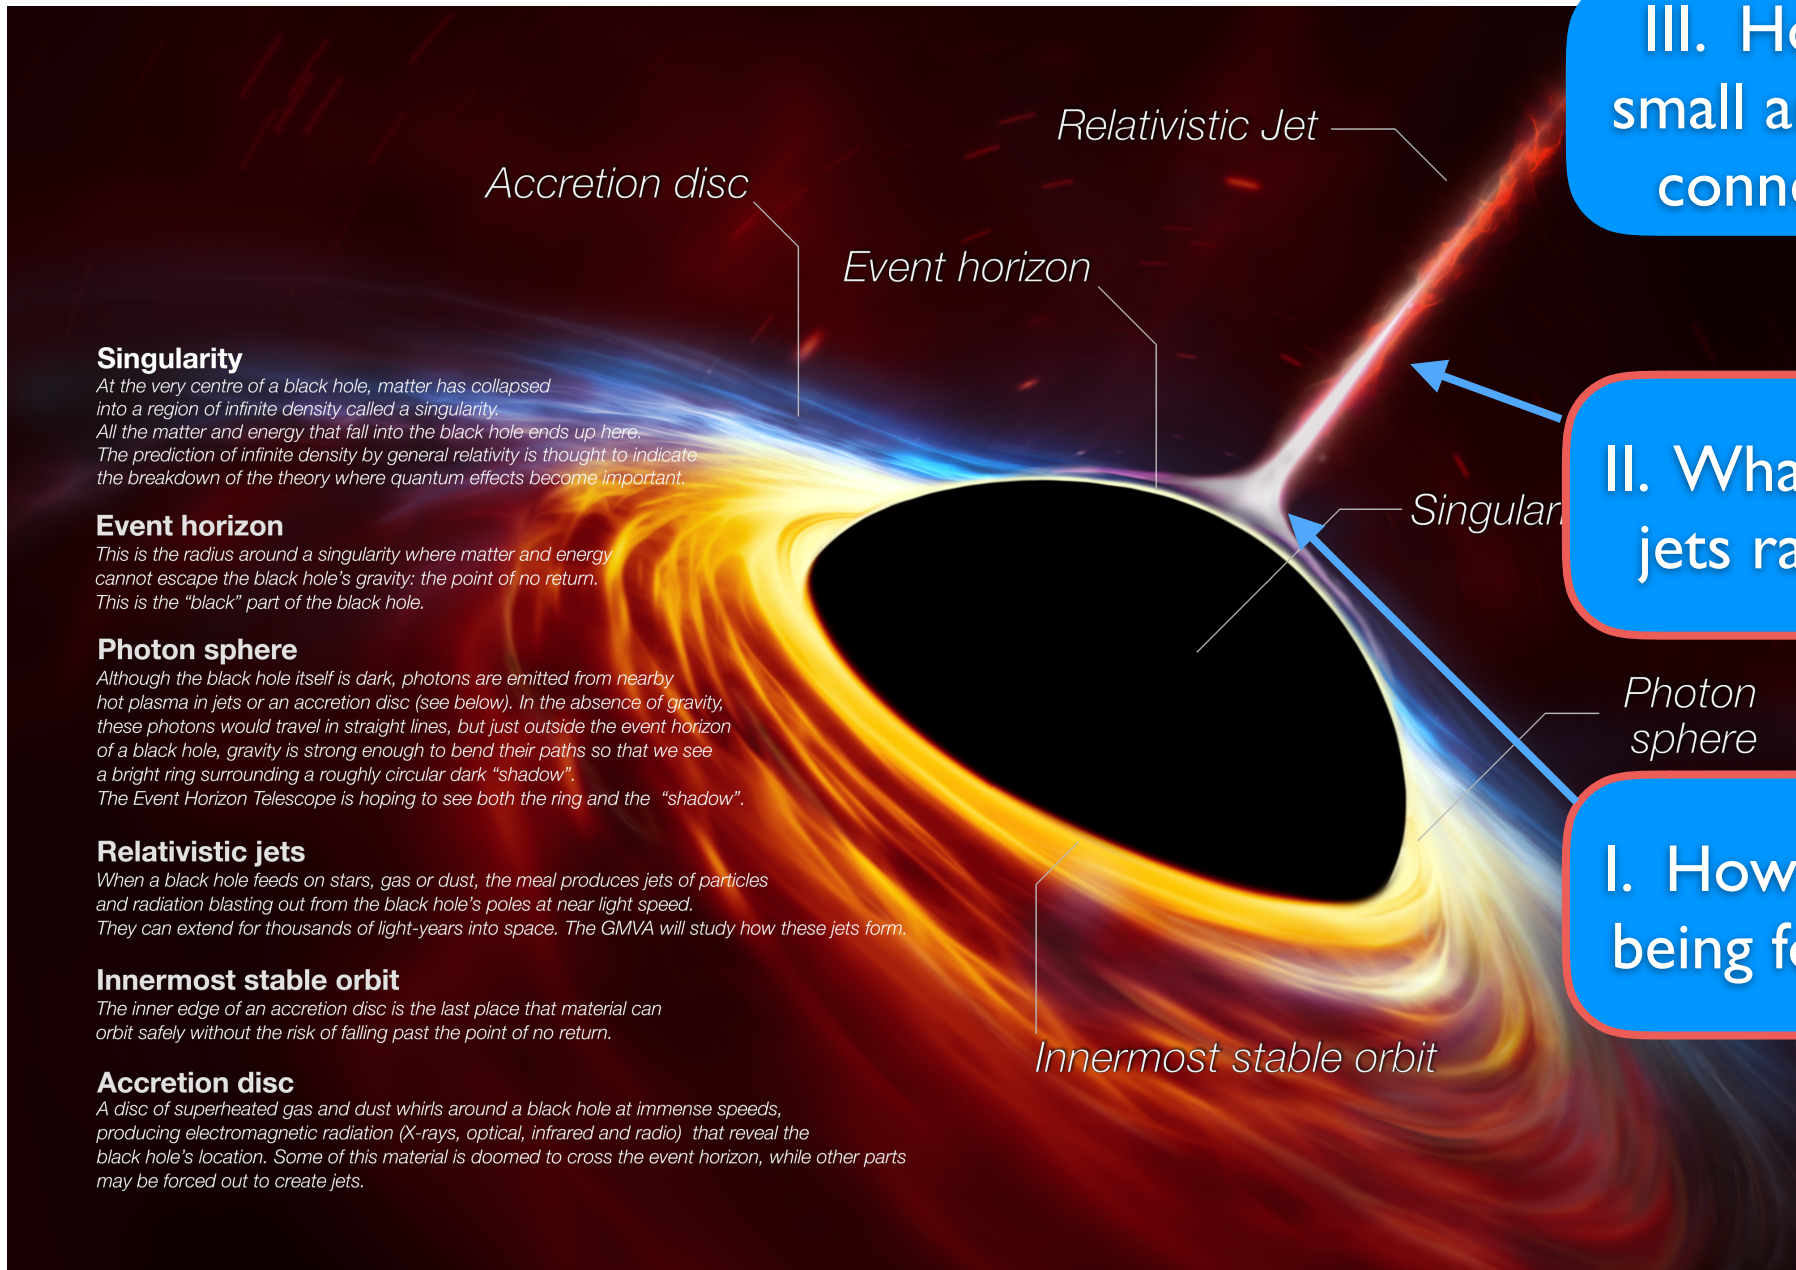 III.
small
Relativistic Jet
Accretion disc
Event horizon
Singularity
At the very centre of a black hole, matter has collapsed
into a region of infinite density called a singularity.
All the matter and energy that fall into the black hole ends up here.
The prediction of infinite density by general relativity is thought to indicate
the breakdown of the theory where quantum effects become important.
II.
jets
Event horizon
This is the radius around a singularity where matter and energy
cannot escape the black hole’s gravity: the point of no return.
This is the “black” part of the black hole.
Photon sphere
Although the black hole itself is dark, photons are emitted from nearby
hot plasma in jets or an accretion disc (see below). In the absence of gravity,
these photons would travel in straight lines, but just outside the event horizon
of a black hole, gravity is strong enough to bend their paths so that we see
a bright ring surrounding a roughly circular dark “shadow”.
The Event Horizon Telescope is hoping to see both the ring and the “shadow”.
Photon
sphere
Relativistic jets
When a black hole feeds on stars, gas or dust, the meal produces jets of particles
and radiation blasting out from the black hole’s poles at near light speed.
They can extend for thousands of light-years into space. The GMVA will study how these jets form.
I. How
being
Innermost stable orbit
The inner edge of an accretion disc is the last place that material can
orbit safely without the risk of falling past the point of no return.
Innermost stable orbit
Accretion disc
A disc of superheated gas and dust whirls around a black hole at immense speeds,
producing electromagnetic radiation (X-rays, optical, infrared and radio) that reveal the
black hole’s location. Some of this material is doomed to cross the event horizon, while other parts
may be forced out to create jets.